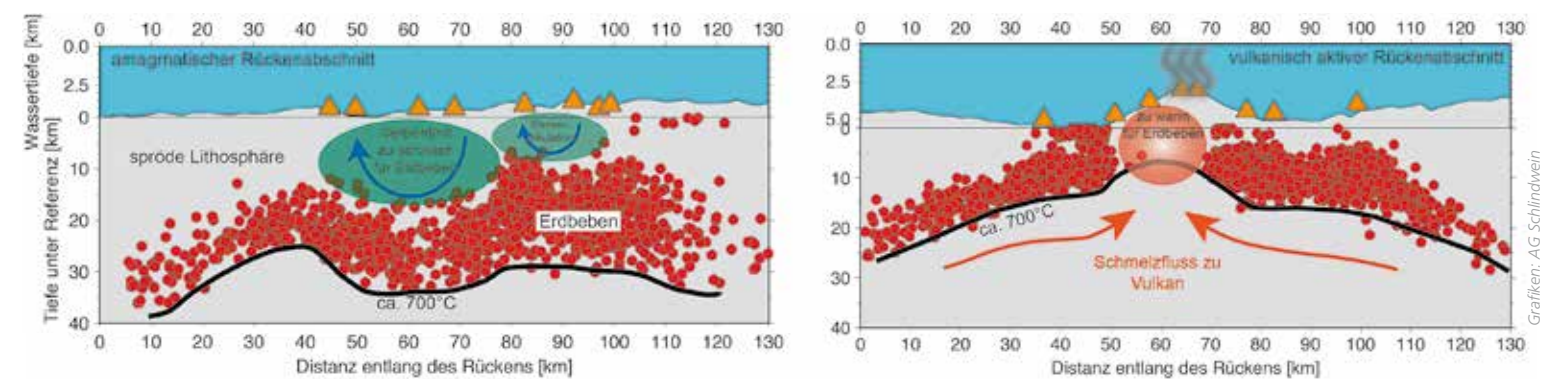 0 10 20 30 40 50 60 70 80 90 100 110 120 130
Wassertiefe [km]
0.0
2.5
0
amagmatischer Rückenabschnitt
Tiefe unter Referenz [km]
10
20
30
40
spröde Lithosphäre
für Erdbeben
Erdbeben
ca. 700°C
0 10 20 30 40 50 60 70 80 90 100 110 120 130
Distanz entlang des Rückens [km]
0 10 20 30 40 50 60 70 80 90 100 110 120 130
0.0
2.5
5.0
0
10
20
30
40
vulkanisch aktiver Rückenabschnitt
zu warm
für Erdbeben
ca. 700°C
Schmelzfluss zu
Vulkan
0 10 20 30 40 50 60 70 80 90 100 110 120 130
Distanz entlang des Rückens [km]
Grafiken: AG Schlindwein